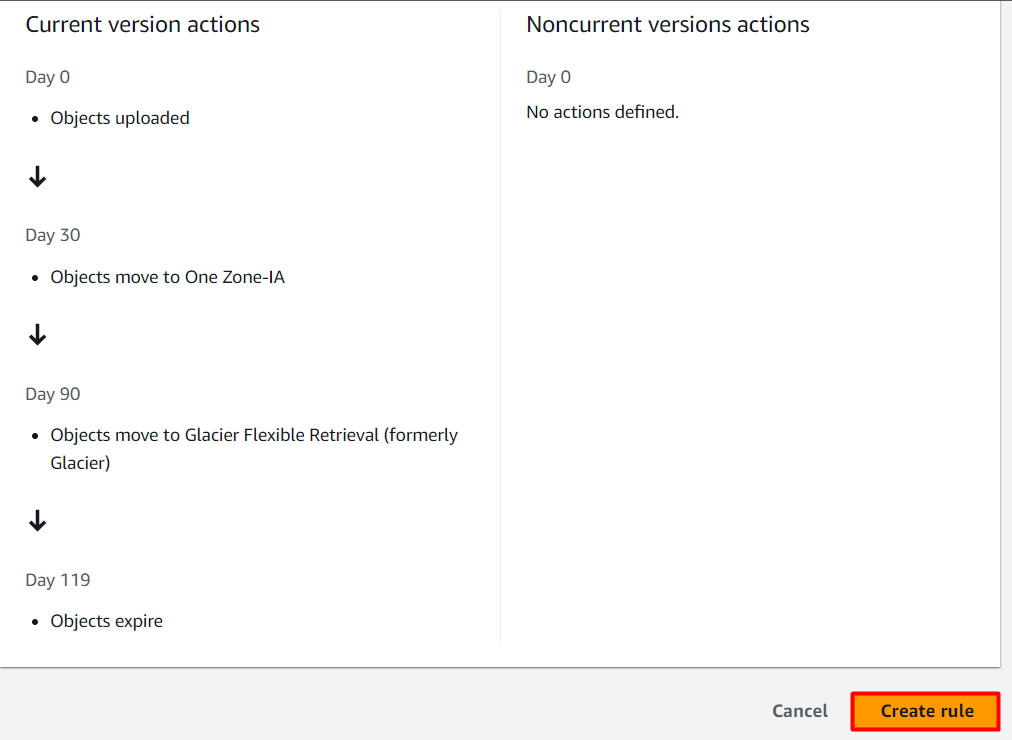 Current version actions
Day 0
• Objects uploaded
Day 30
• Objects move to One Zone-IA
Day 90
• Objects move to Glacier Flexible Retrieval (formerly
Glacier)
Day 119
• Objects expire
Noncurrent versions actions
Day 0
No actions defined.
Cancel
Create rule